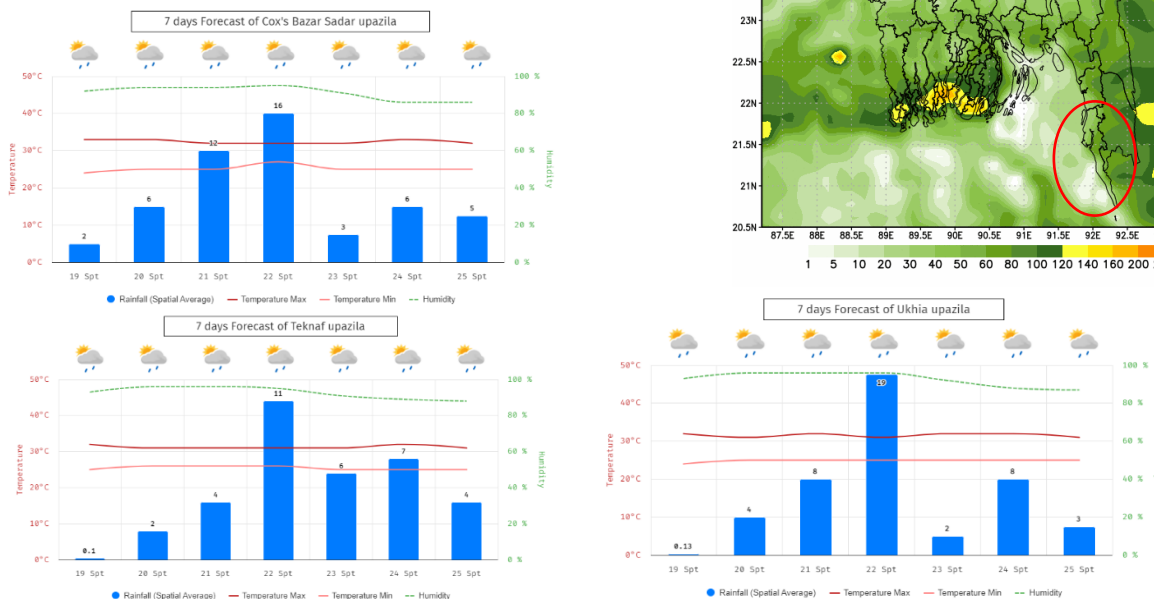 7 days Forecast of Cox's Bazar Sadar upazila
50°C
40°C
30°C
20°C
10°C
0°C
Temperature
100 %
80 %
60 %
40 %
20 %
0 %
Humidity
2
6
12
16
3
6
5
19 Spt 20 Spt 21 Spt 22 Spt 23 Spt 24 Spt 25 Spt
Rainfall (Spatial Average) Temperature Max Temperature Min Humidity
23N
22.5N
22N
21.5N
21N
20.5N
87.5E 88E 88.5E 89E 89.5E 90E 90.5E 91E 91.5E 92E 92.5E
1 5 10 20 30 40 50 60 80 100 120 140 160 200
7 days Forecast of Teknaf upazila
50°C
40°C
30°C
20°C
10°C
0°C
Temperature
100 %
80 %
60 %
40 %
20 %
0 %
Humidity
0.1
2
4
11
6
7
4
19 Spt 20 Spt 21 Spt 22 Spt 23 Spt 24 Spt 25 Spt
Rainfall (Spatial Average) Temperature Max Temperature Min Humidity
7 days Forecast of Ukhia upazila
50°C
40°C
30°C
20°C
10°C
0°C
Temperature
100 %
80 %
60 %
40 %
20 %
0 %
Humidity
0.13
4
8
19
2
8
3
19 Spt 20 Spt 21 Spt 22 Spt 23 Spt 24 Spt 25 Spt
Rainfall (Spatial Average) Temperature Max Temperature Min Humidity